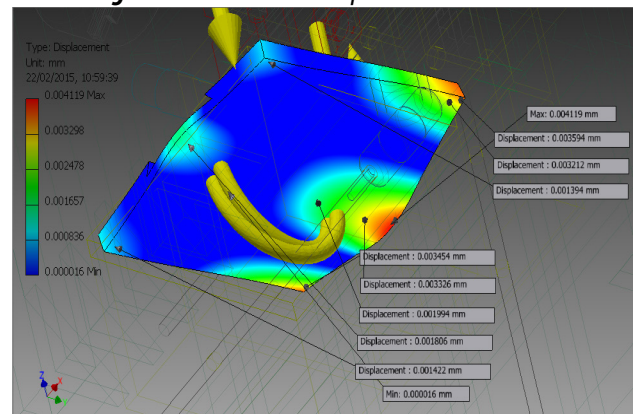 Type: Displacement
Unit: mm
22/02/2015, 10:59:39
0.004119 Max
0.003298
0.002478
0.001657
0.000836
0.000016 Min
Max: 0.004119 mm
Displacement : 0.003594 mm
Displacement : 0.003212 mm
Displacement : 0.001394 mm
Displacement : 0.003454 mm
Displacement : 0.003326 mm
Displacement : 0.001994 mm
Displacement : 0.001806 mm
Displacement : 0.001422 mm
Min: 0.000016 mm
Z
X